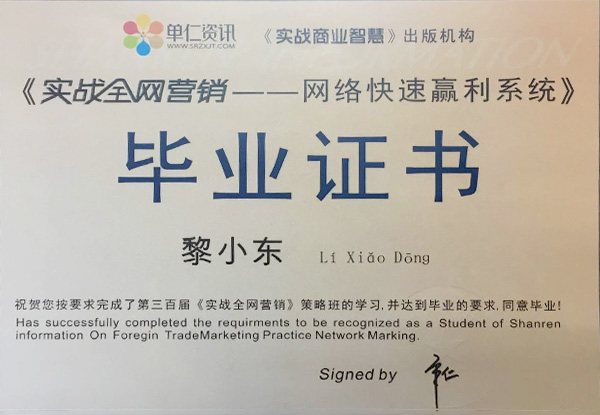 单仁资讯 《实战商业智慧》出版机构
WWW.SRZXJT.COM
《实战全网营销——网络快速赢利系统》
毕业证书
黎小东 Lí Xiǎo Dōng
祝贺您按要求完成了第三百届《实战全网营销》策略班的学习,并达到毕业的要求,同意毕业!
Has successfully completed the requirments to be recognized as a Student of Shanren
information On Foregin TradeMarketing Practice Network Marking.
Signed by 单仁